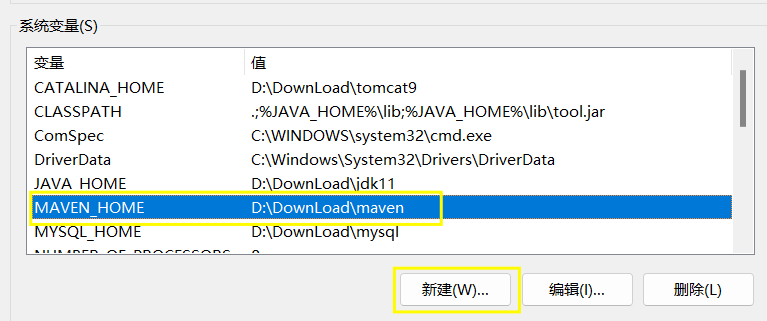 系统变量(S)
变量 值
CATALINA_HOME D:\DownLoad\tomcat9
CLASSPATH .;%JAVA_HOME%\lib;%JAVA_HOME%\lib\tool.jar
ComSpec C:\WINDOWS\system32\cmd.exe
DriverData C:\Windows\System32\Drivers\DriverData
JAVA_HOME D:\DownLoad\jdk11
MAVEN_HOME D:\DownLoad\maven
MYSQL_HOME D:\DownLoad\mysql
NUMBER_OF_PROCESSORS
新建(W)... 编辑(I)... 删除(L)